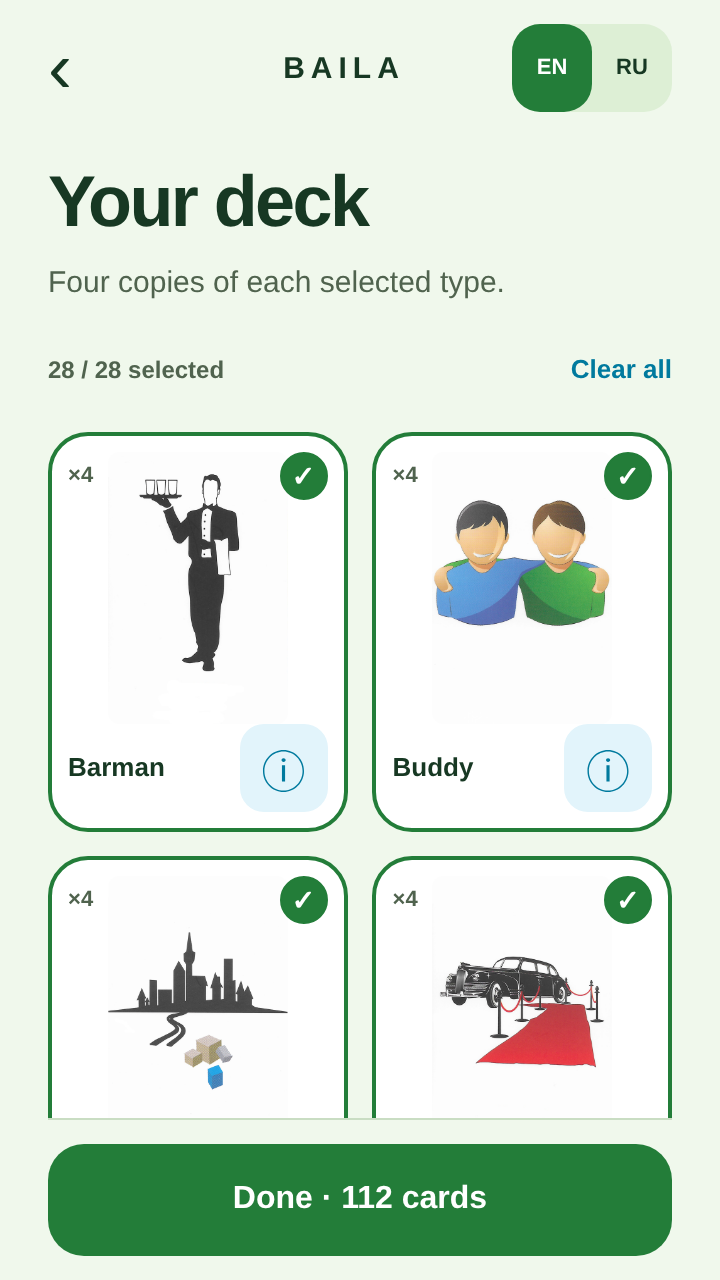 ‹ BAILA EN RU
Your deck
Four copies of each selected type.
28 / 28 selected Clear all
×4 ✓ ×4 ✓
Barman ⓘ Buddy ⓘ
×4 ✓ ×4 ✓
Done · 112 cards